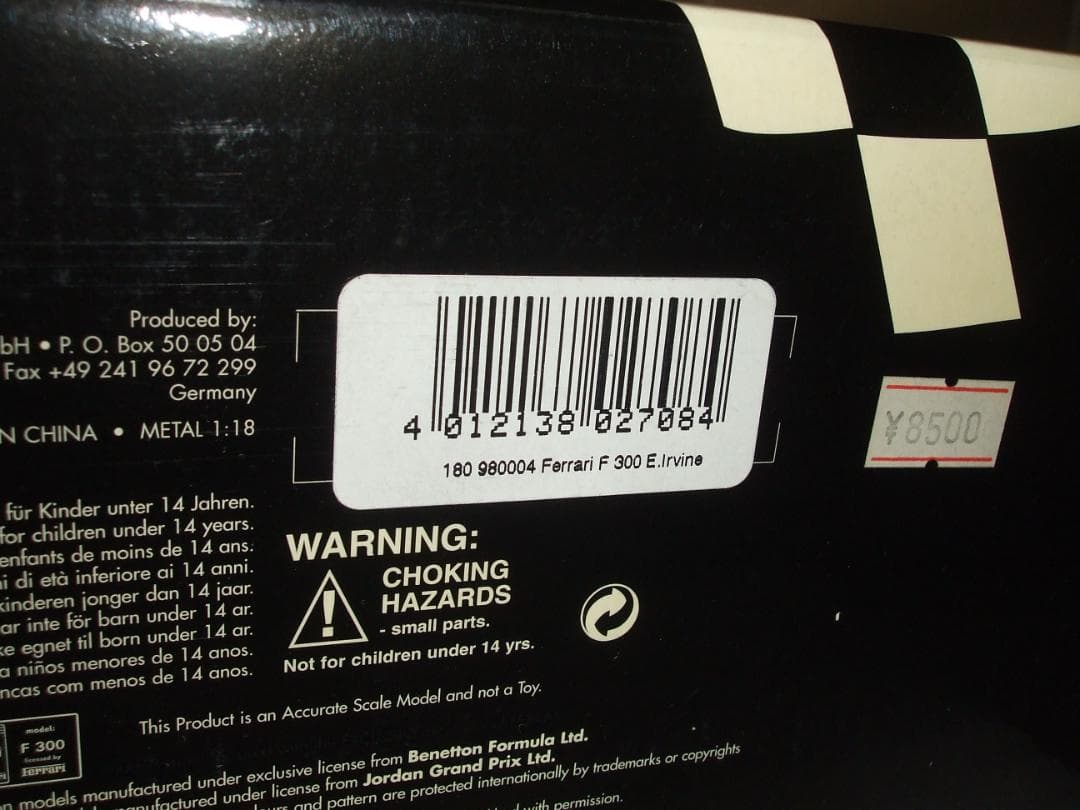 Produced by:
bH • P. O. Box 50 05 04
Fax +49 241 96 72 299
Germany
N CHINA • METAL 1:18
4 012138 027084
180 980004 Ferrari F 300 E.Irvine
¥8500
für Kinder unter 14 Jahren.
for children under 14 years.
enfants de moins de 14 ans.
i di età inferiore ai 14 anni.
kinderen jonger dan 14 jaar.
ar inte för barn under 14 ar.
ke egnet til born under 14 ar.
a niños menores de 14 anos.
ncas com menos de 14 anos.
WARNING:
CHOKING
HAZARDS
- small parts.
Not for children under 14 yrs.
This Product is an Accurate Scale Model and not a Toy.
model:
F 300
licensed by
Ferrari
n models manufactured under exclusive license from Benetton Formula Ltd.
manufactured under license from Jordan Grand Prix Ltd.
and pattern are protected internationally by trademarks or copyrights
with permission.